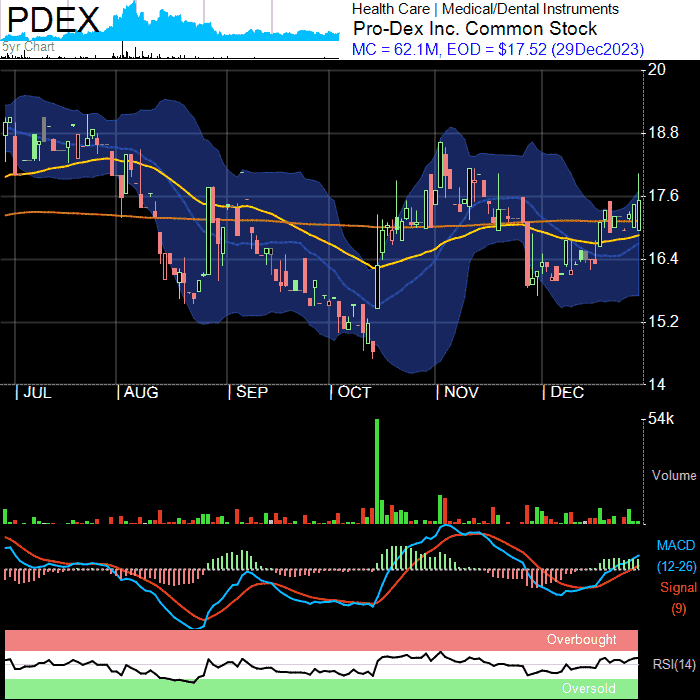 PDEX
5yr Chart
Health Care | Medical/Dental Instruments
Pro-Dex Inc. Common Stock
MC = 62.1M, EOD = $17.52 (29Dec2023)
20
18.8
17.6
16.4
15.2
14
| JUL | AUG | SEP | OCT | NOV | DEC
54k
Volume
MACD
(12-26)
Signal
(9)
Overbought
RSI(14)
Oversold